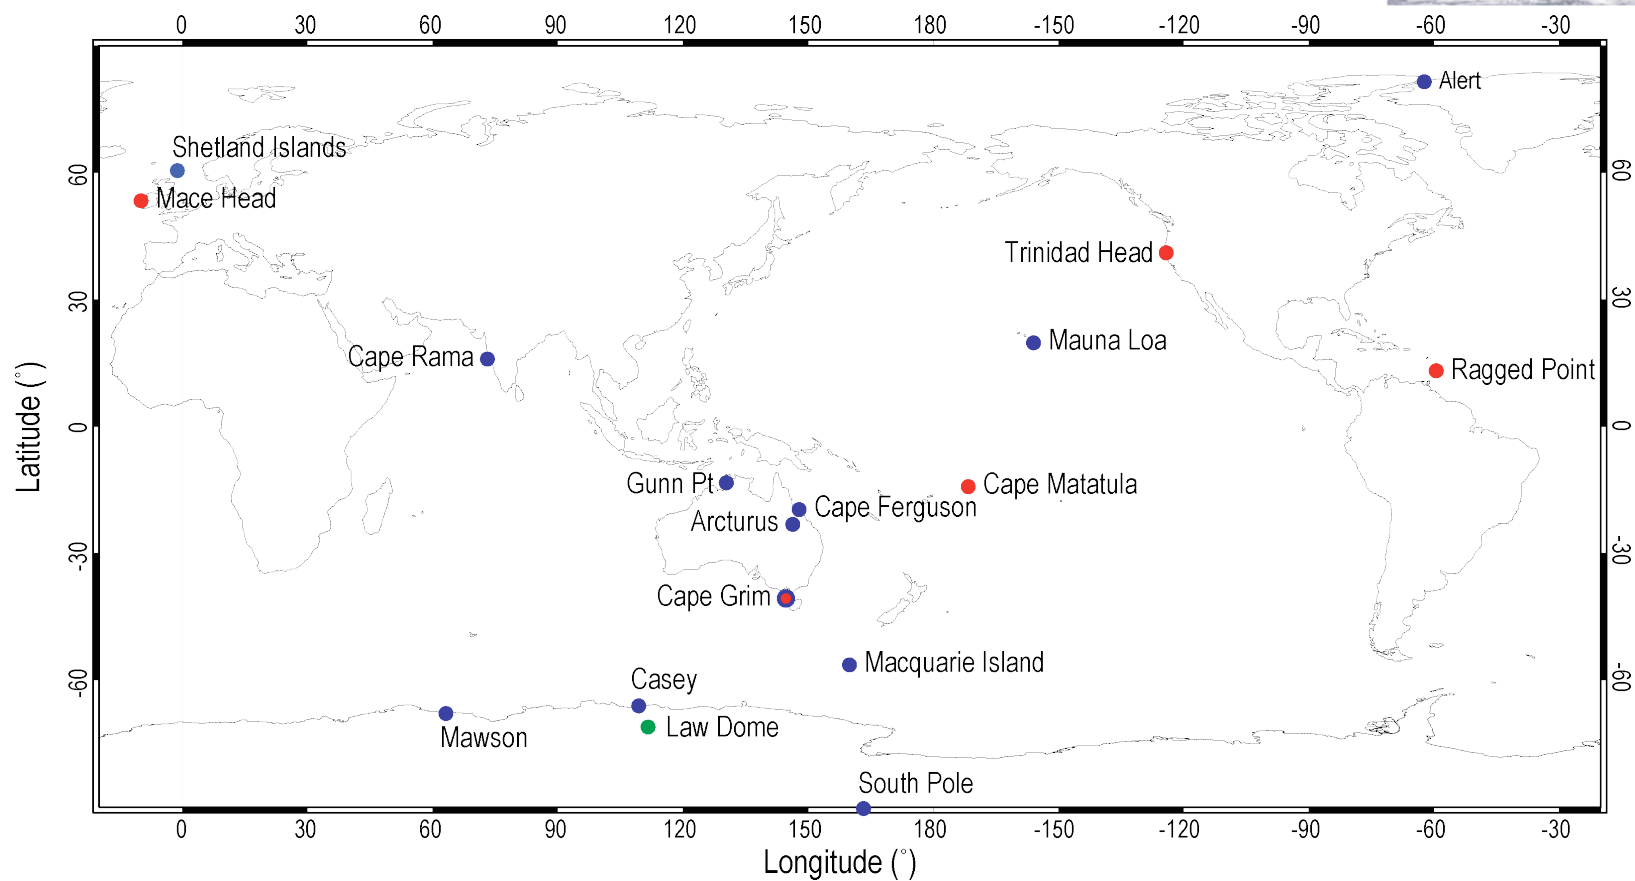 0 30 60 90 120 150 180 -150 -120 -90 -60 -30
Alert
Shetland Islands
60 60
Mace Head
Trinidad Head
30 30
Mauna Loa
Cape Rama
Ragged Point
Latitude (°)
0 0
Gunn Pt.
Cape Matatula
Cape Ferguson
Arcturus
-30 -30
Cape Grim
Macquarie Island
Casey
-60 -60
Law Dome
Mawson
South Pole
0 30 60 90 120 150 180 -150 -120 -90 -60 -30
Longitude (°)